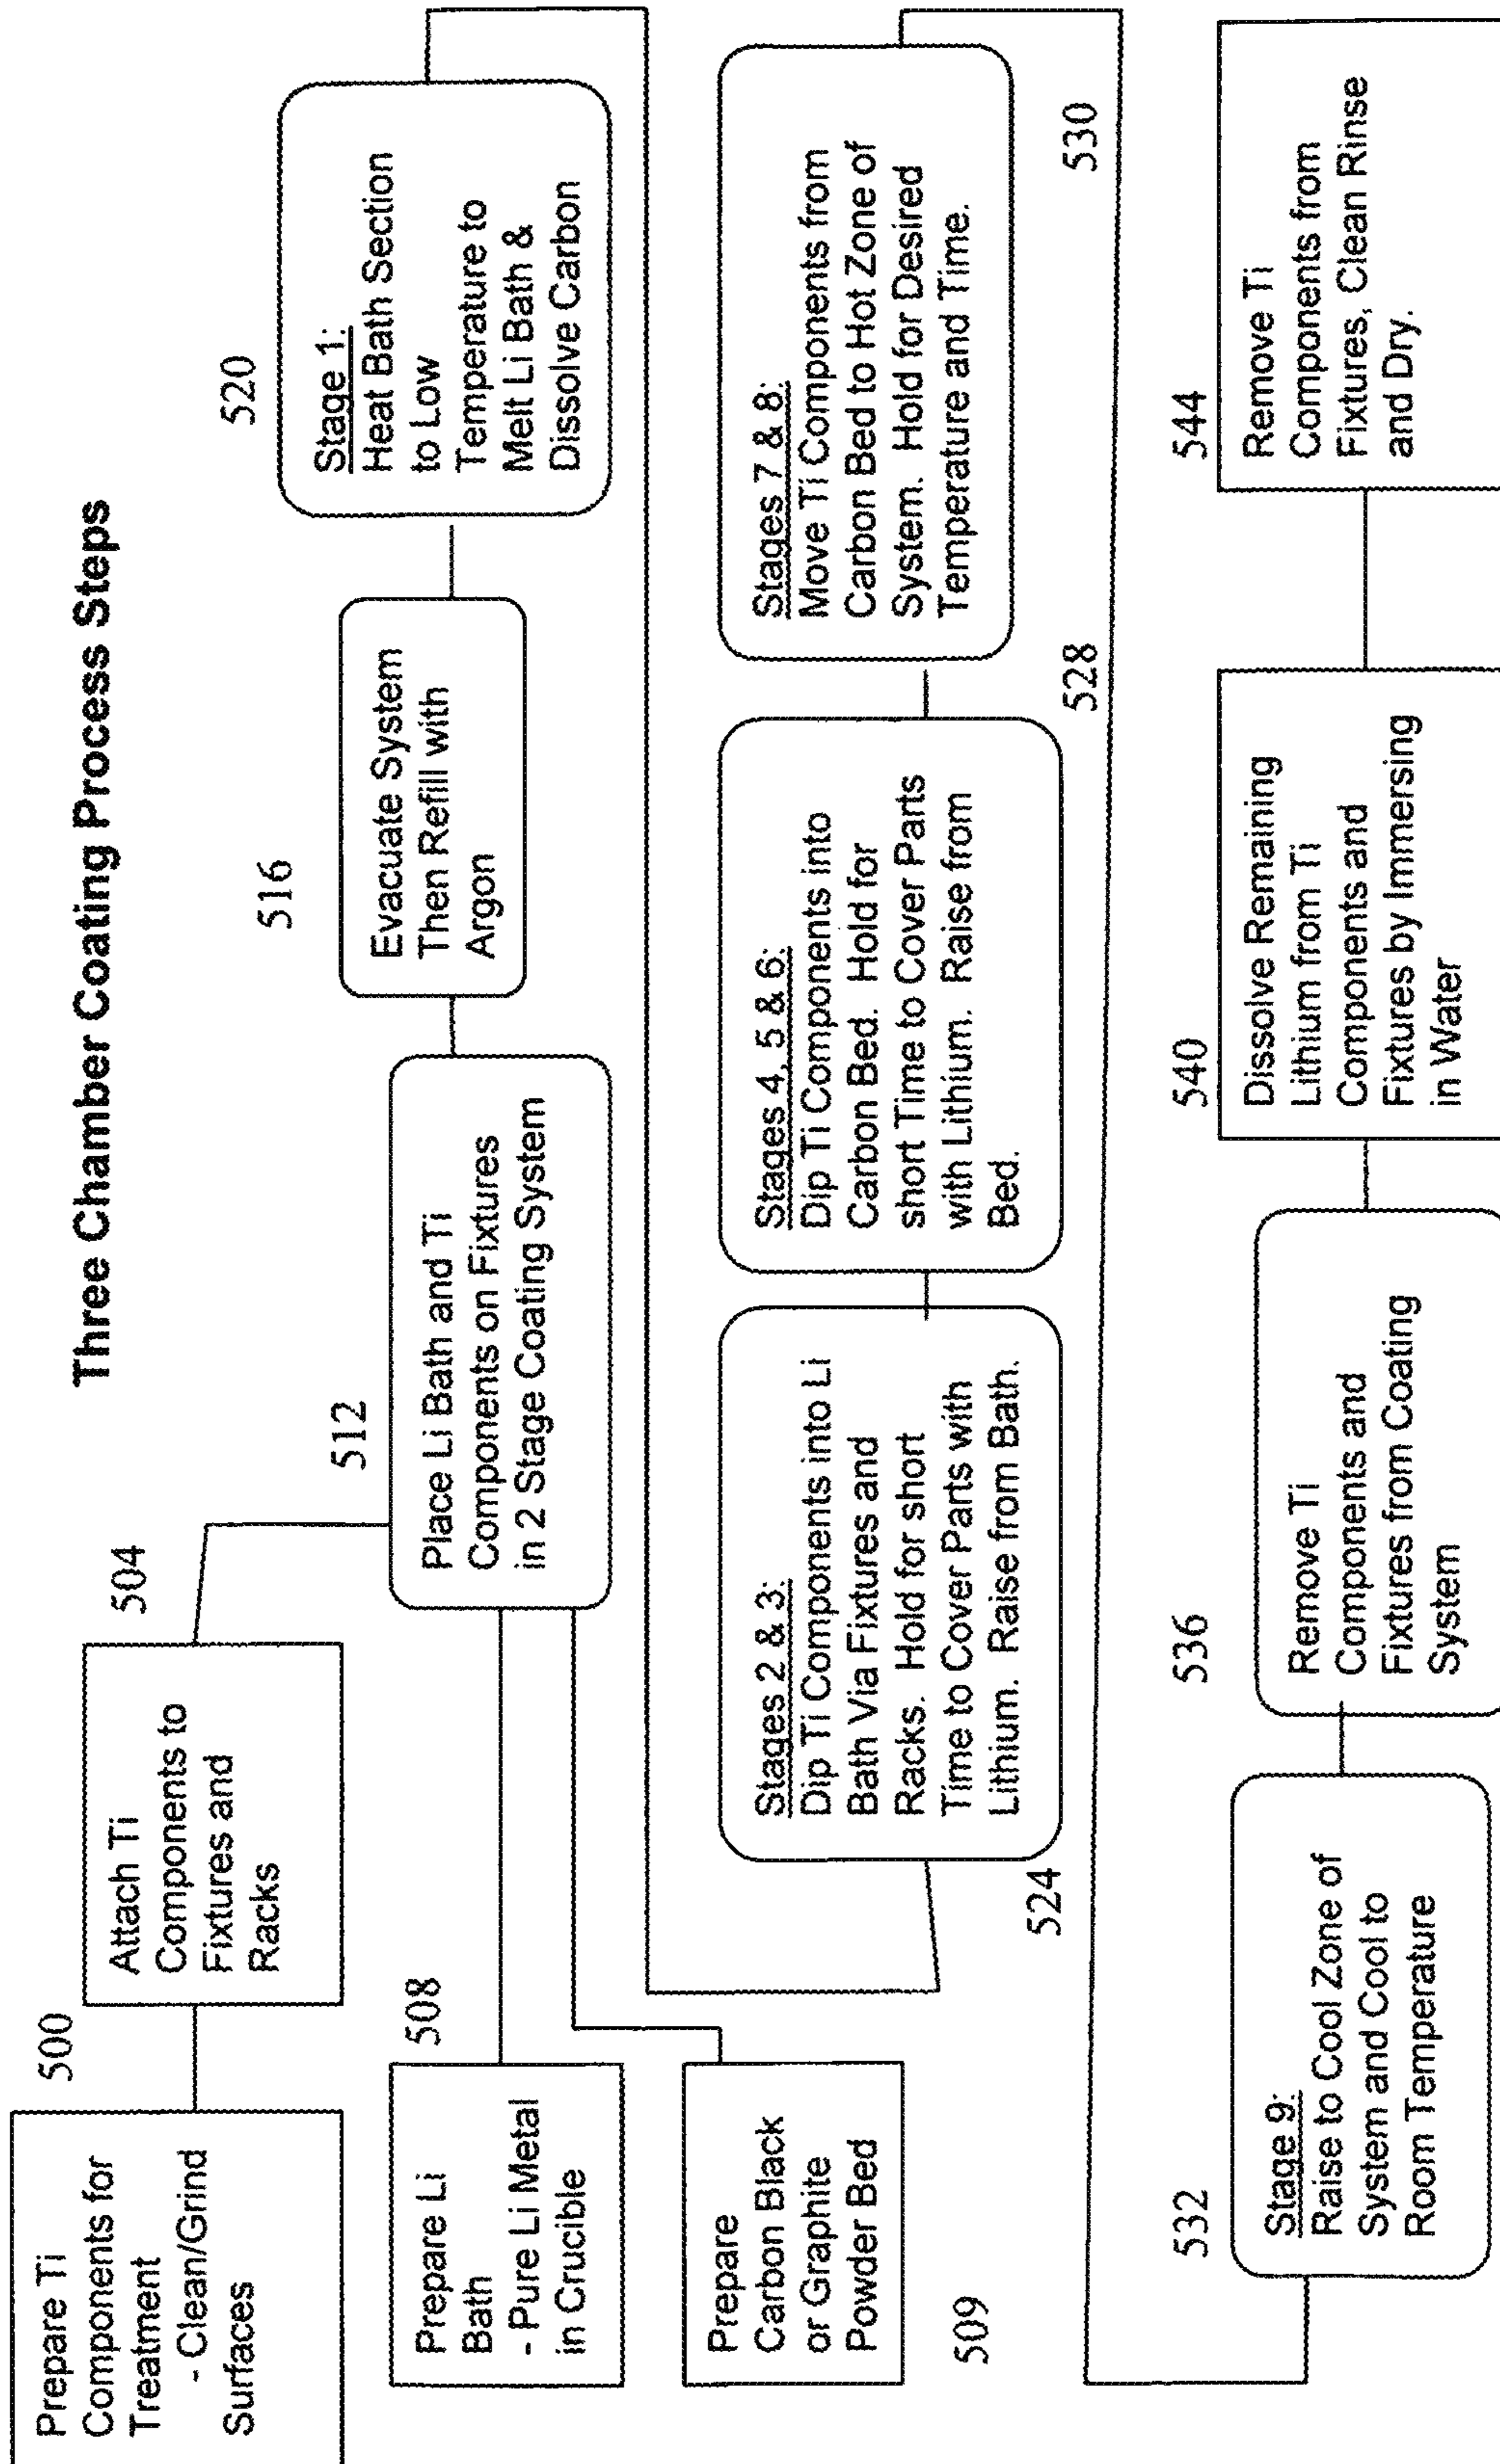 Three Chamber Coating Process Steps
500
Prepare Ti
Components for
Treatment
- Clean/Grind
Surfaces
504
Attach Ti
Components to
Fixtures and
Racks
508
Prepare Li
Bath
- Pure Li Metal
in Crucible
509
Prepare
Carbon Black
or Graphite
Powder Bed
512
Place Li Bath and Ti
Components on Fixtures
in 2 Stage Coating System
516
Evacuate System
Then Refill with
Argon
520
Stage 1:
Heat Bath Section
to Low
Temperature to
Melt Li Bath &
Dissolve Carbon
524
Stages 2 & 3:
Dip Ti Components into Li
Bath Via Fixtures and
Racks. Hold for short
Time to Cover Parts with
Lithium. Raise from Bath.
528
Stages 4, 5 & 6:
Dip Ti Components into
Carbon Bed. Hold for
short Time to Cover Parts
with Lithium. Raise from
Bed.
530
Stages 7 & 8:
Move Ti Components from
Carbon Bed to Hot Zone of
System. Hold for Desired
Temperature and Time.
532
Stage 9:
Raise to Cool Zone of
System and Cool to
Room Temperature
536
Remove Ti
Components and
Fixtures from Coating
System
540
Dissolve Remaining
Lithium from Ti
Components and
Fixtures by Immersing
in Water
544
Remove Ti
Components from
Fixtures, Clean Rinse
and Dry.